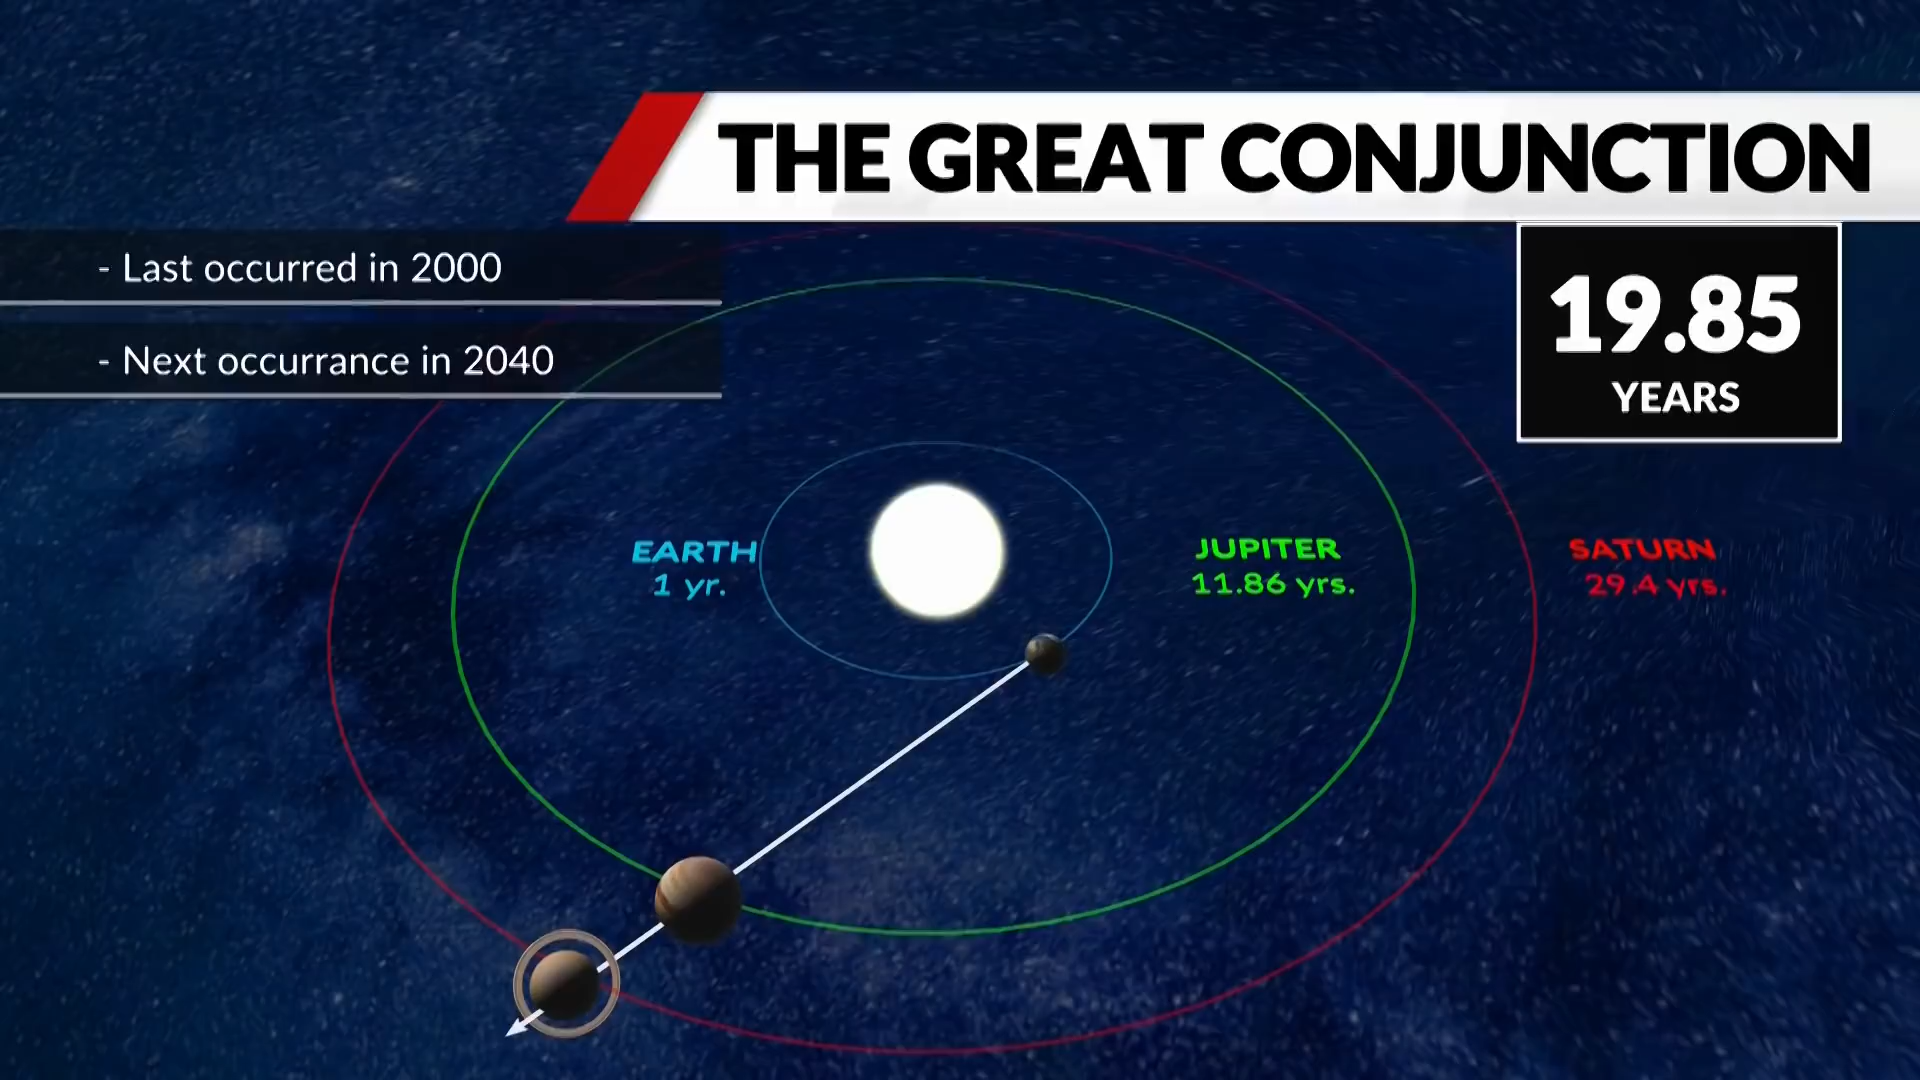 THE GREAT CONJUNCTION
- Last occurred in 2000
- Next occurrance in 2040
19.85
YEARS
EARTH
1 yr.
JUPITER
11.86 yrs.
SATURN
29.4 yrs.